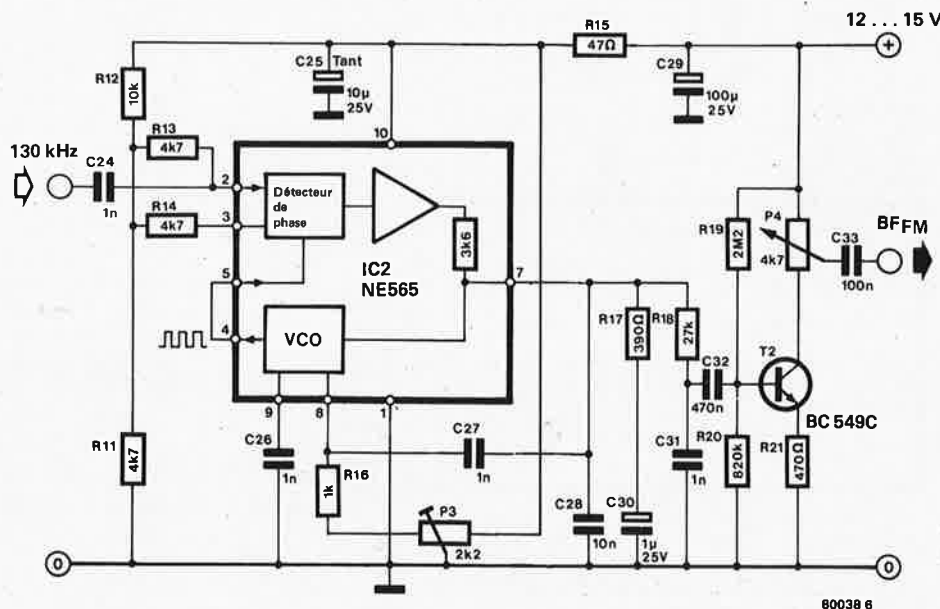 12 ... 15 V
R15
47Ω
+
C25 Tant
10µ
25V
C29
100µ
25V
R12
10k
R13
4k7
10
130 kHz
C24
1n
2
Détecteur
de
phase
R14
4k7
3
3k6
R19
2M2
P4
4k7
C33
100n
BF FM
5
IC2
NE565
7
4
VCO
R17
390Ω
R18
27k
C32
470n
T2
BC 549C
9
8
1
R11
4k7
C26
1n
R16
1k
C27
1n
C31
1n
R20
820k
R21
470Ω
P3
2k2
C28
10n
C30
1µ
25V
0
0
80038 6